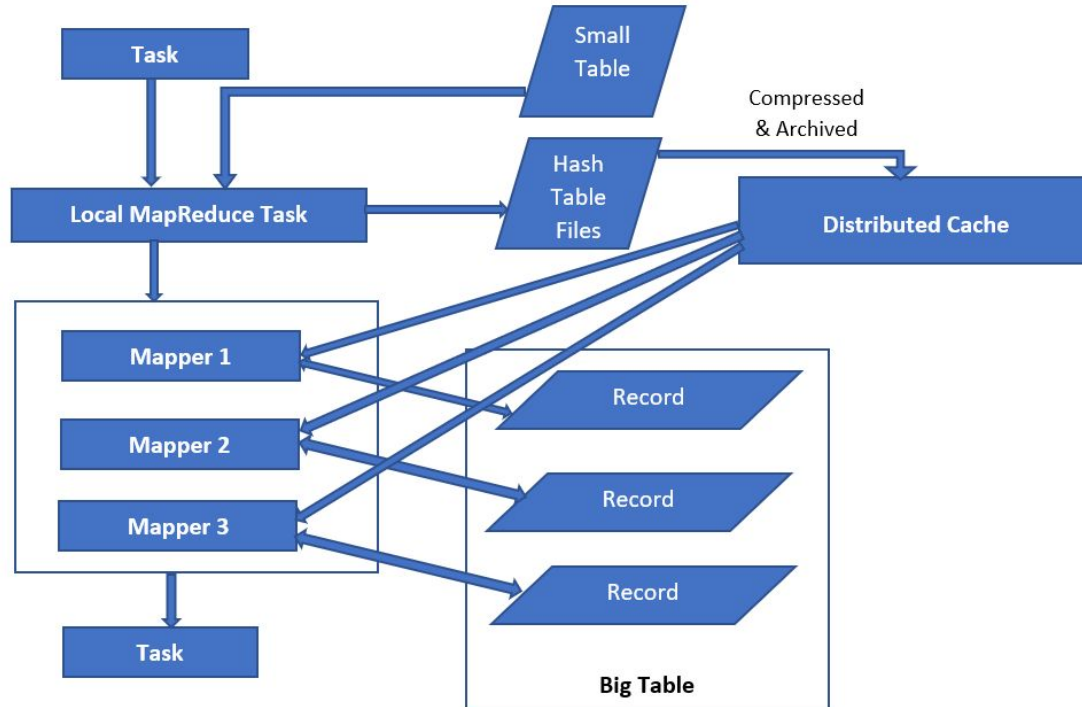 Task
Small
Table
Compressed
& Archived
Local MapReduce Task
Hash
Table
Files
Distributed Cache
Mapper 1
Mapper 2
Mapper 3
Record
Record
Record
Task
Big Table